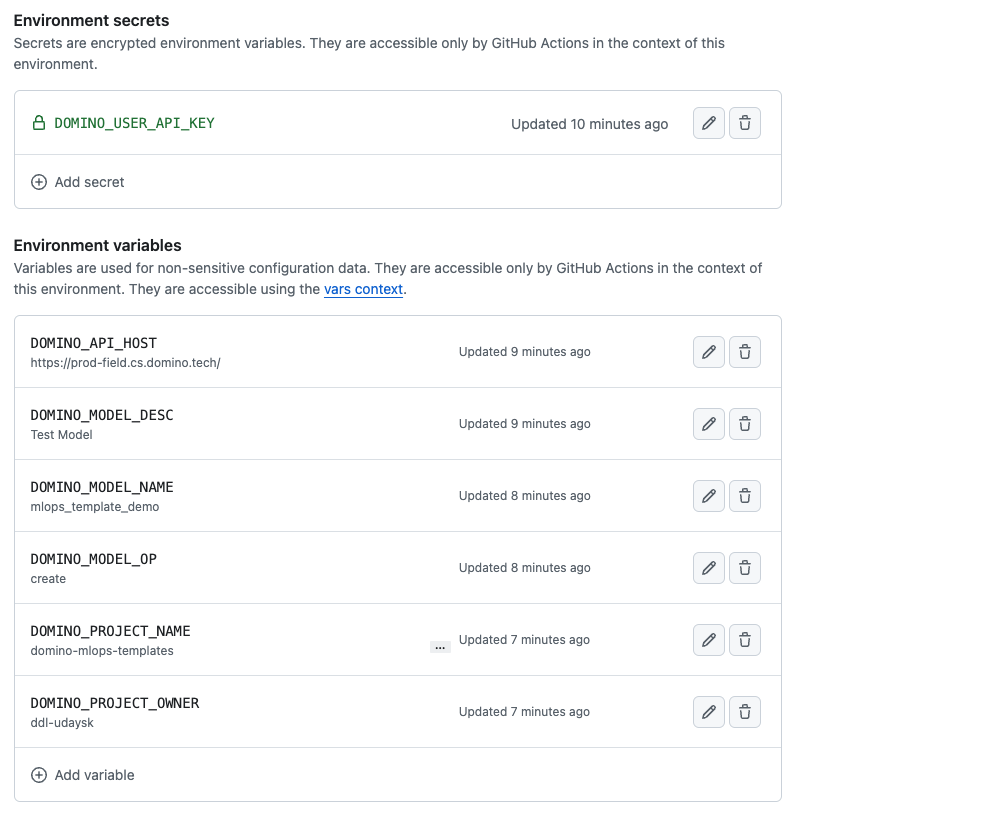 Environment secrets
Secrets are encrypted environment variables. They are accessible only by GitHub Actions in the context of this
environment.
DOMINO_USER_API_KEY
Updated 10 minutes ago
Add secret
Environment variables
Variables are used for non-sensitive configuration data. They are accessible only by GitHub Actions in the context of
this environment. They are accessible using the vars context.
DOMINO_API_HOST
https://prod-field.cs.domino.tech/
Updated 9 minutes ago
DOMINO_MODEL_DESC
Test Model
Updated 9 minutes ago
DOMINO_MODEL_NAME
mlops_template_demo
Updated 8 minutes ago
DOMINO_MODEL_OP
create
Updated 8 minutes ago
DOMINO_PROJECT_NAME
domino-mlops-templates
...
Updated 7 minutes ago
DOMINO_PROJECT_OWNER
ddl-udaysk
Updated 7 minutes ago
Add variable